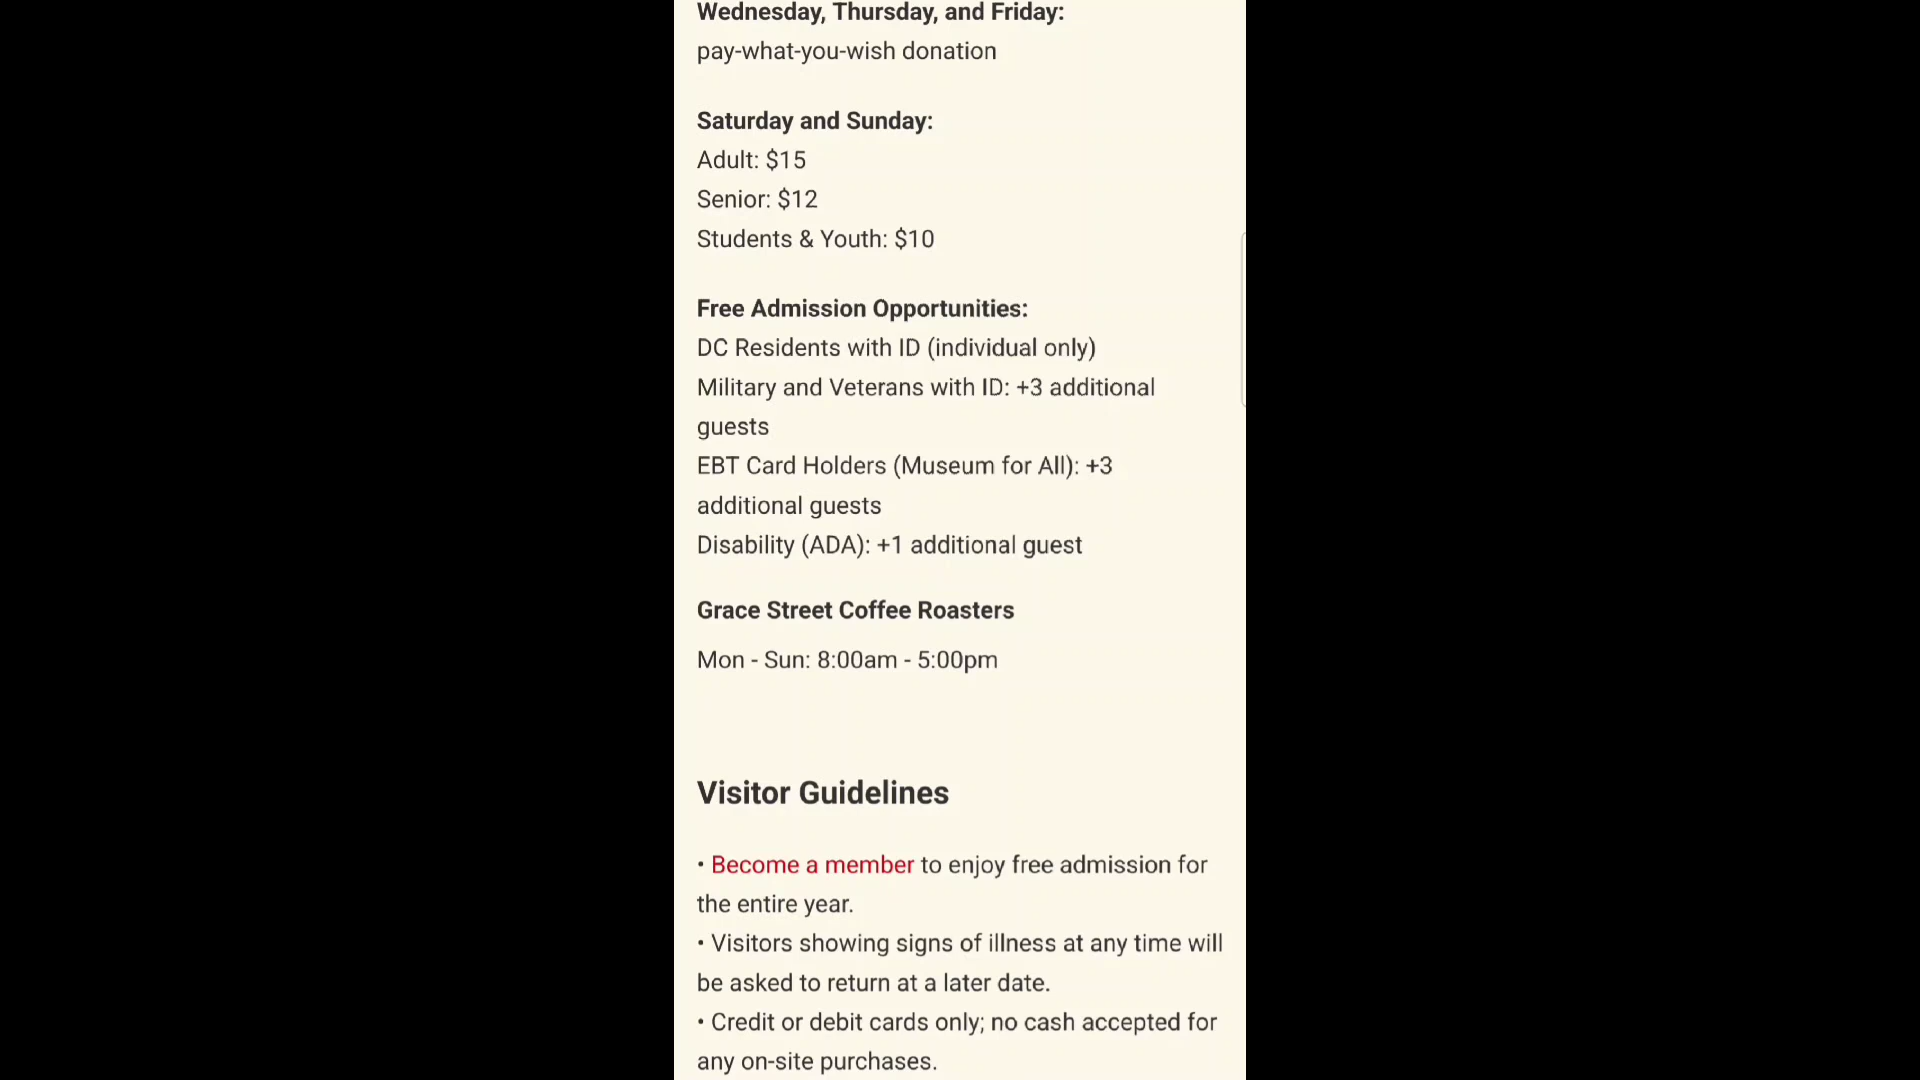 Wednesday, Thursday, and Friday:
pay-what-you-wish donation
Saturday and Sunday:
Adult: $15
Senior: $12
Students & Youth: $10
Free Admission Opportunities:
DC Residents with ID (individual only)
Military and Veterans with ID: +3 additional
guests
EBT Card Holders (Museum for All): +3
additional guests
Disability (ADA): +1 additional guest
Grace Street Coffee Roasters
Mon - Sun: 8:00am - 5:00pm
Visitor Guidelines
• Become a member to enjoy free admission for
the entire year.
• Visitors showing signs of illness at any time will
be asked to return at a later date.
• Credit or debit cards only; no cash accepted for
any on-site purchases.